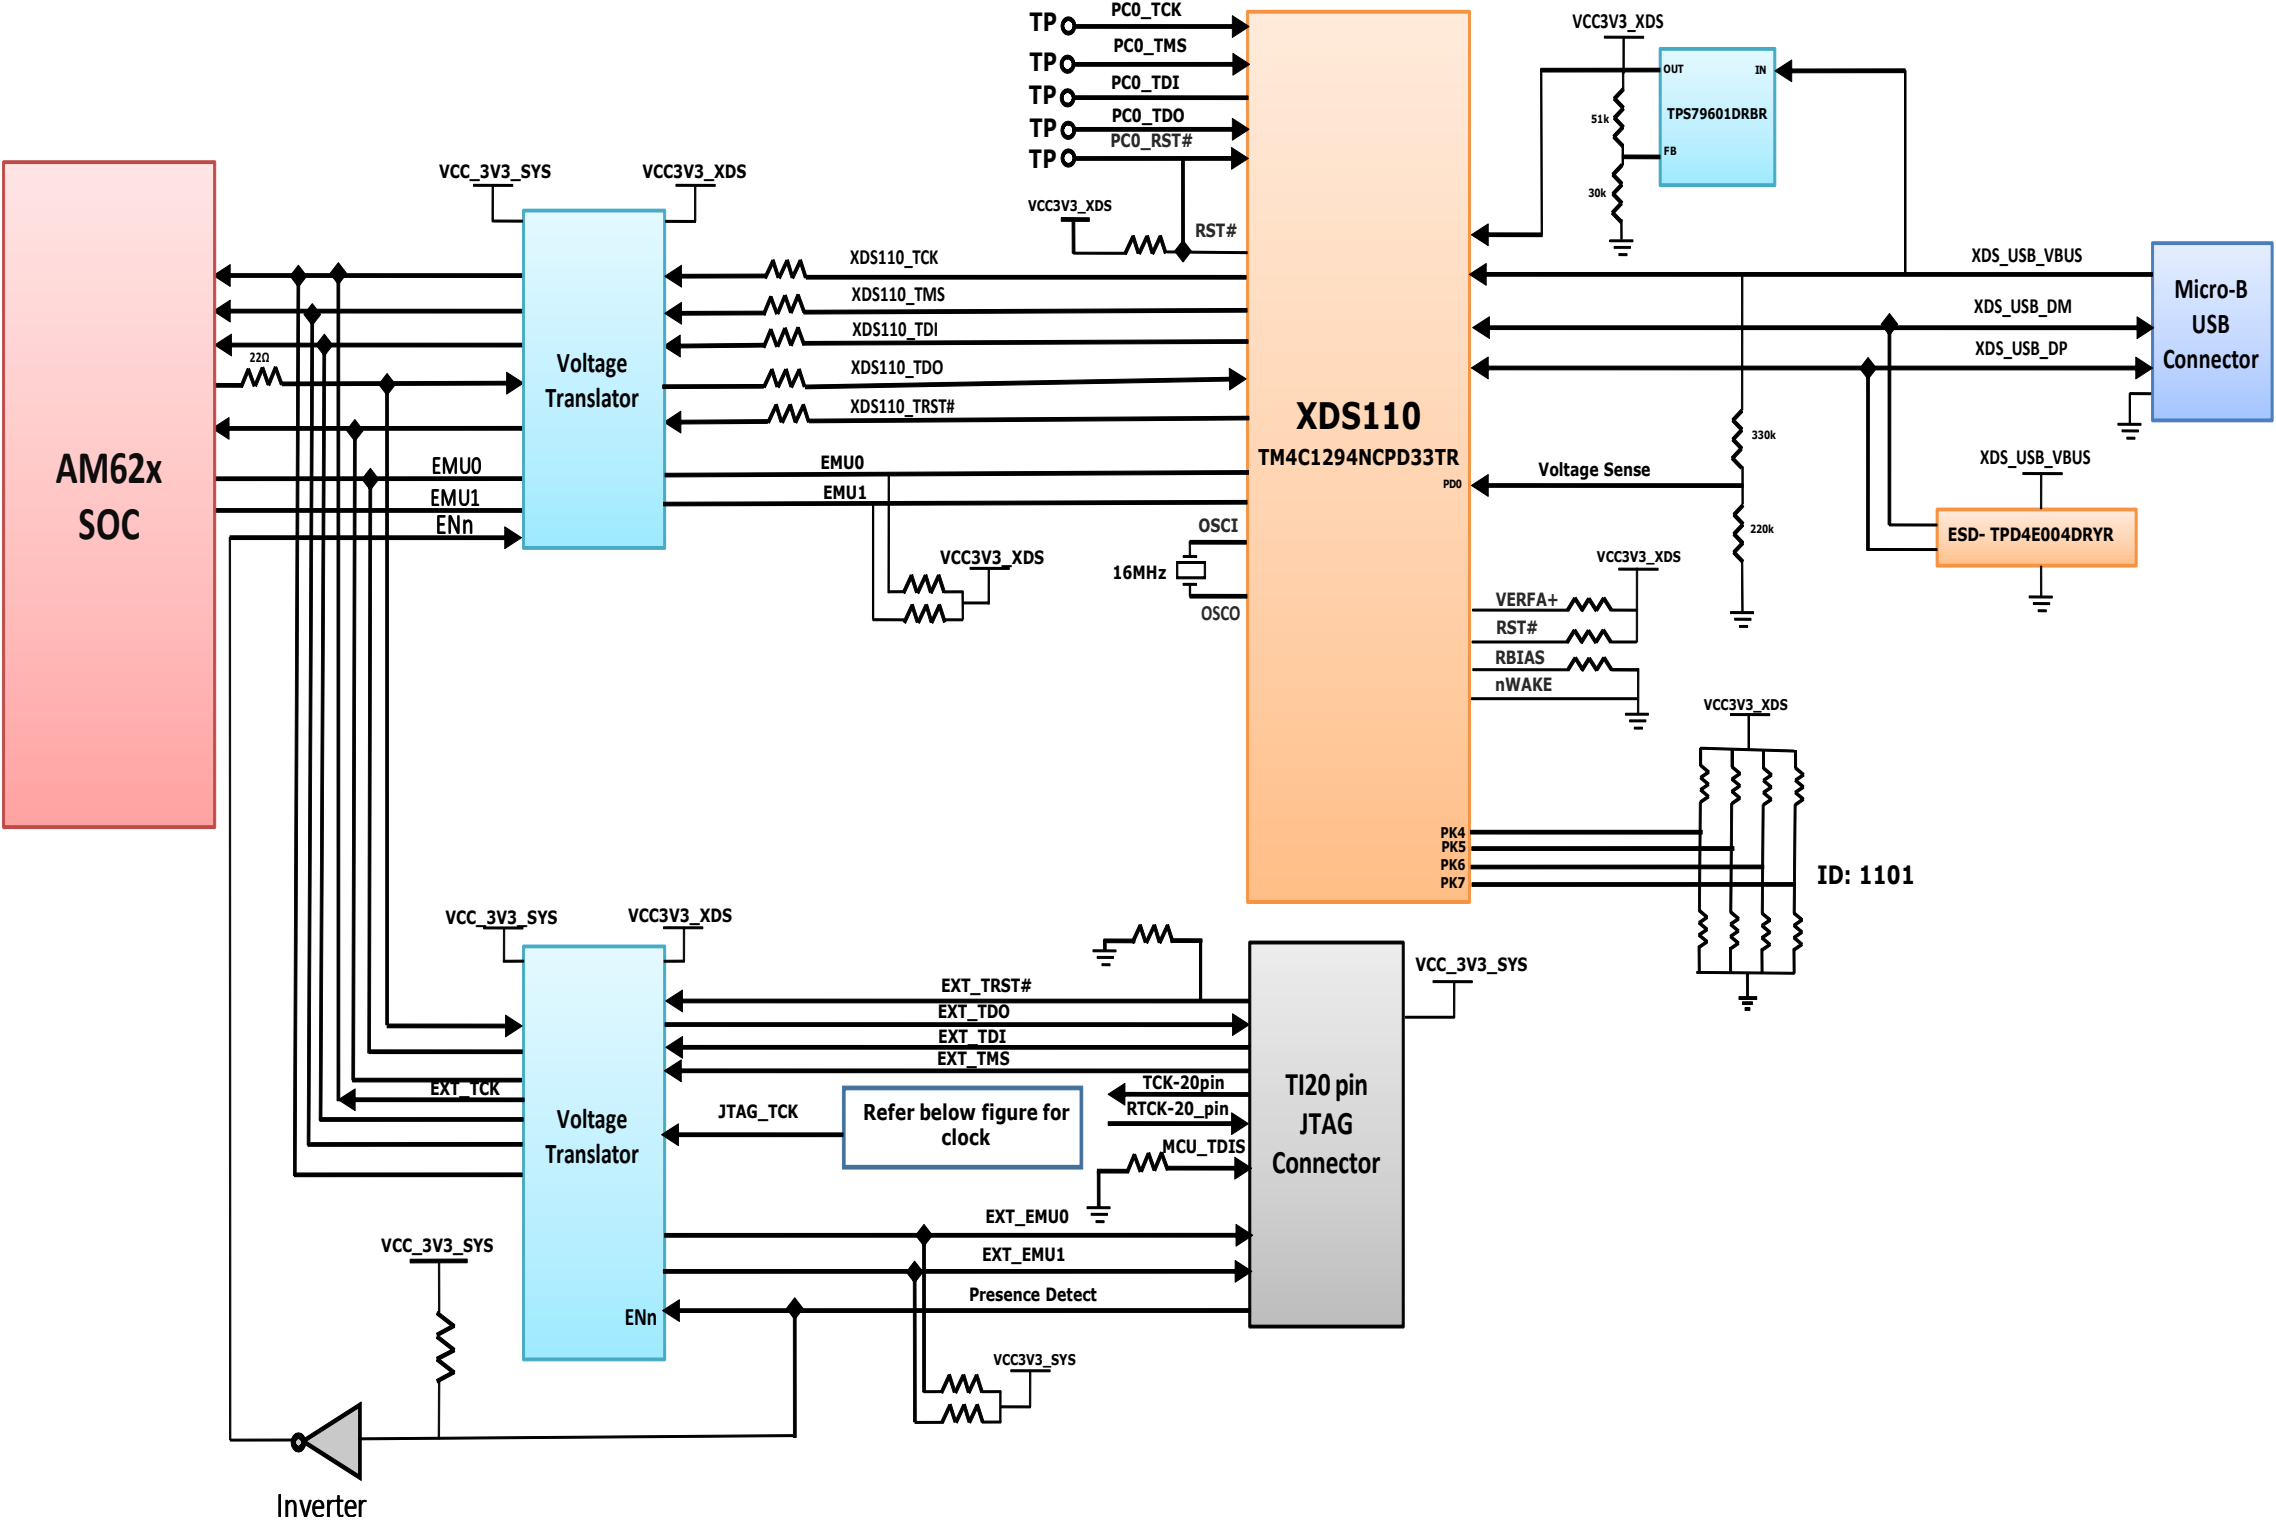 TP
PC0_TCK
TP
PC0_TMS
TP
PC0_TDI
TP
PC0_TDO
TP
PC0_RST#
VCC3V3_XDS
RST#
VCC3V3_XDS
OUT
IN
TPS79601DRBR
51k
FB
30k
VCC_3V3_SYS
VCC3V3_XDS
Voltage
Translator
22Ω
AM62x
SOC
EMU0
EMU1
ENn
XDS110_TCK
XDS110_TMS
XDS110_TDI
XDS110_TDO
XDS110_TRST#
EMU0
EMU1
VCC3V3_XDS
OSCI
16MHz
OSCO
XDS110
TM4C1294NCPD33TR
PD0
Voltage Sense
330k
220k
XDS_USB_VBUS
XDS_USB_DM
XDS_USB_DP
Micro-B
USB
Connector
XDS_USB_VBUS
ESD- TPD4E004DRYR
VCC3V3_XDS
VERFA+
RST#
RBIAS
nWAKE
VCC3V3_XDS
PK4
PK5
PK6
PK7
ID: 1101
VCC_3V3_SYS
VCC3V3_XDS
EXT_TCK
Voltage
Translator
ENn
EXT_TRST#
EXT_TDO
EXT_TDI
EXT_TMS
TCK-20pin
RTCK-20_pin
MCU_TDIS
JTAG_TCK
Refer below figure for
clock
EXT_EMU0
EXT_EMU1
Presence Detect
VCC3V3_SYS
VCC_3V3_SYS
TI20 pin
JTAG
Connector
VCC_3V3_SYS
Inverter